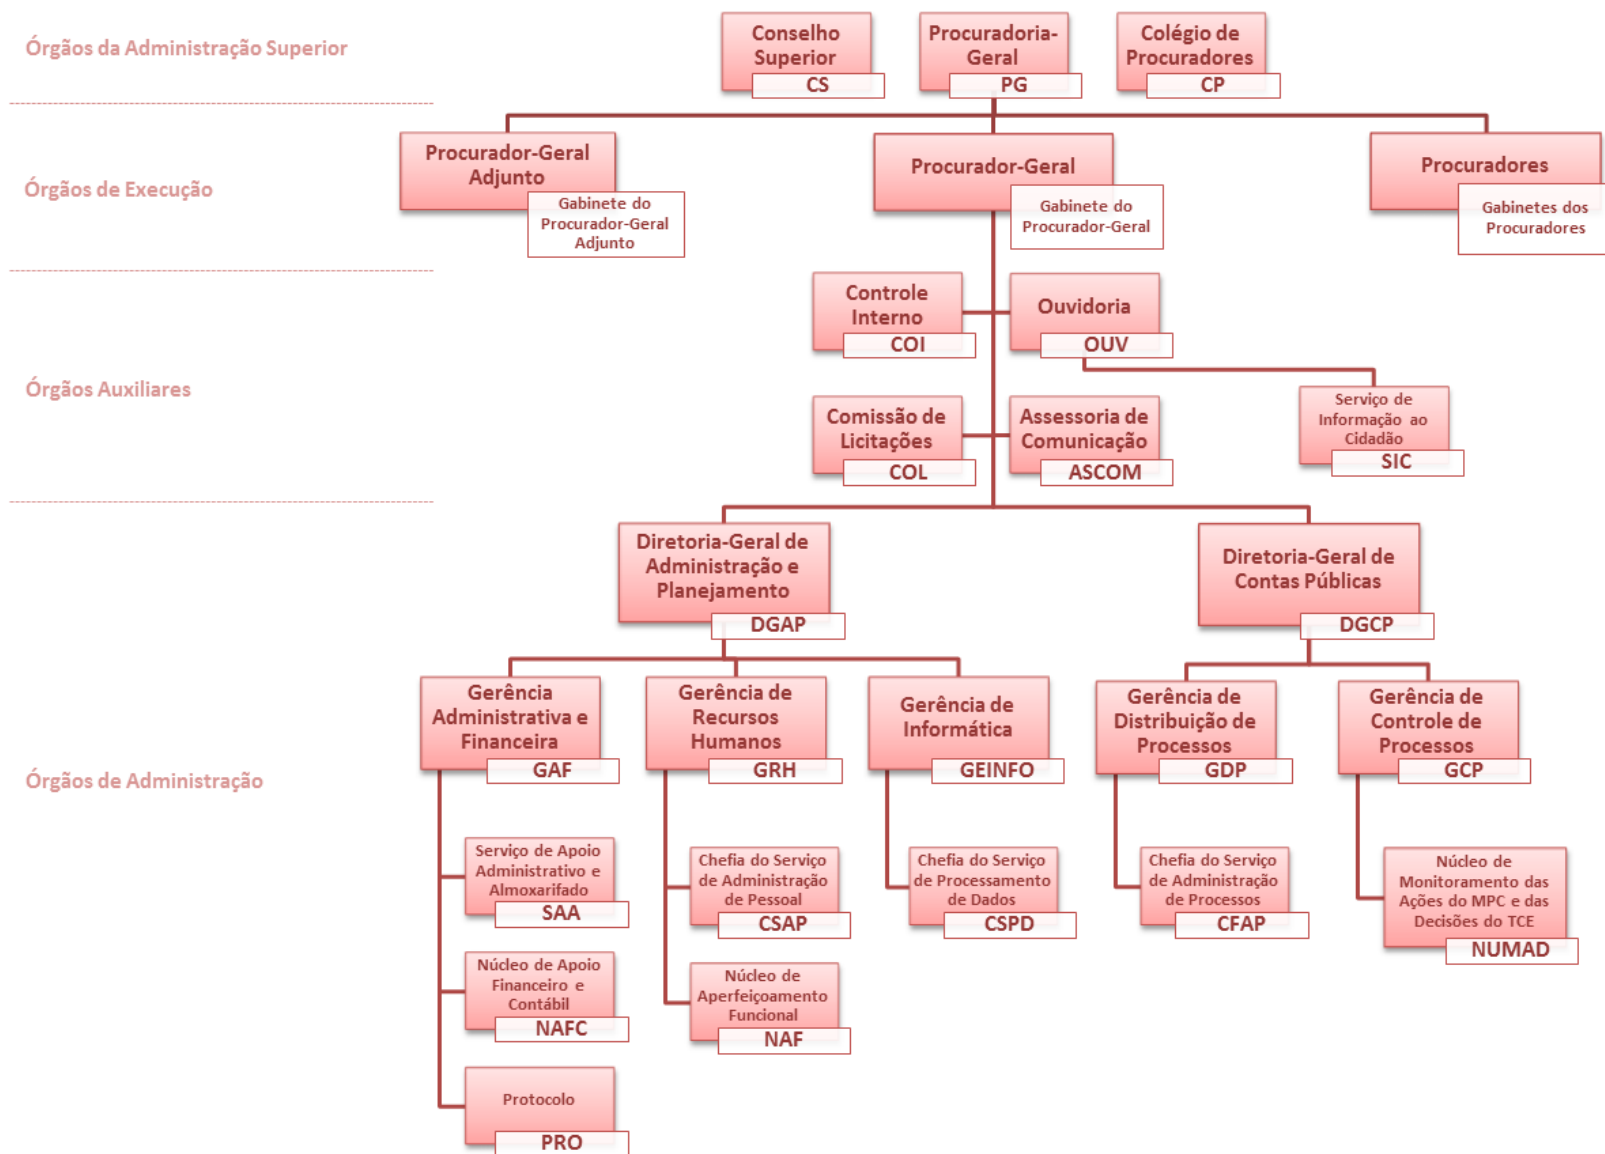 Órgãos da Administração Superior
Conselho
Superior
CS
Procuradoria-
Geral
PG
Colégio de
Procuradores
CP
Órgãos de Execução
Procurador-Geral
Adjunto
Gabinete do
Procurador-Geral
Adjunto
Procurador-Geral
Gabinete do
Procurador-Geral
Procuradores
Gabinetes dos
Procuradores
Órgãos Auxiliares
Controle
Interno
COI
Ouvidoria
OUV
Serviço de
Informação ao
Cidadão
SIC
Comissão de
Licitações
COL
Assessoria de
Comunicação
ASCOM
Órgãos de Administração
Diretoria-Geral de
Administração e
Planejamento
DGAP
Diretoria-Geral de
Contas Públicas
DGCP
Gerência
Administrativa e
Financeira
GAF
Gerência de
Recursos
Humanos
GRH
Gerência de
Informática
GEINFO
Gerência de
Distribuição de
Processos
GDP
Gerência de
Controle de
Processos
GCP
Serviço de Apoio
Administrativo e
Almoxarifado
SAA
Chefia do Serviço
de Administração
de Pessoal
CSAP
Chefia do Serviço
de Processamento
de Dados
CSPD
Chefia do Serviço
de Administração
de Processos
CFAP
Núcleo de
Monitoramento das
Ações do MPC e das
Decisões do TCE
NUMAD
Núcleo de Apoio
Financeiro e
Contábil
NAFC
Núcleo de
Aperfeiçoamento
Funcional
NAF
Protocolo
PRO